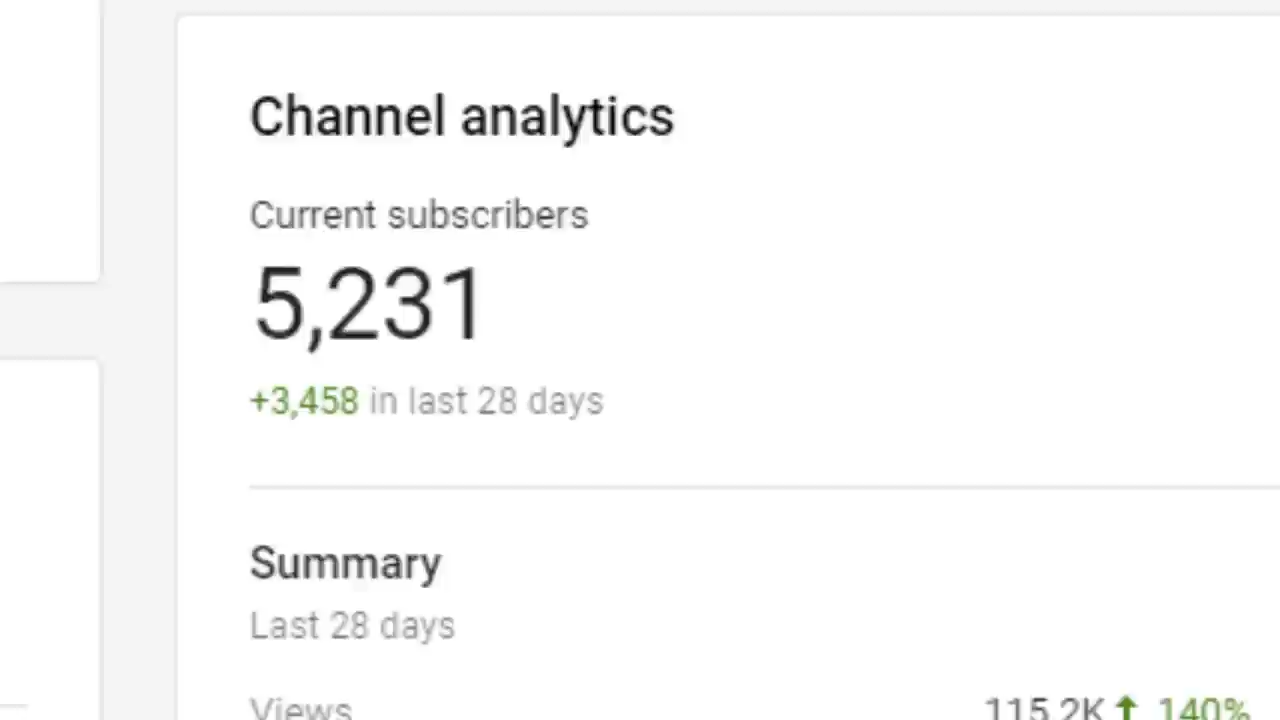 Channel analytics
Current subscribers
5,231
+3,458 in last 28 days
Summary
Last 28 days
Views 115.2K ↑ 140%